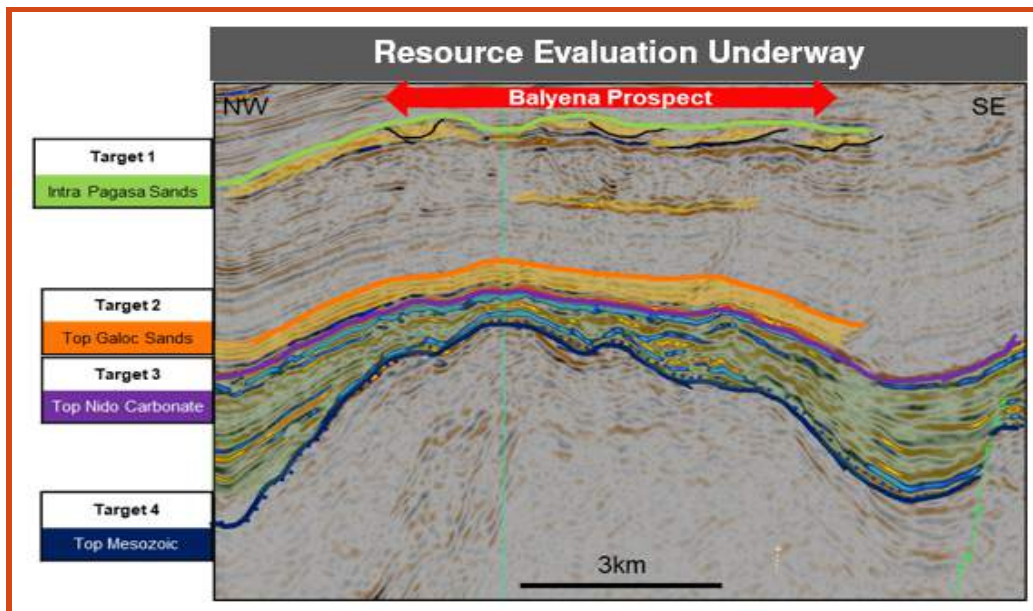 Resource Evaluation Underway
NW
Balyena Prospect
SE
Target 1
Intra Pagasa Sands
Target 2
Top Galoc Sands
Target 3
Top Nido Carbonate
Target 4
Top Mesozoic
3km